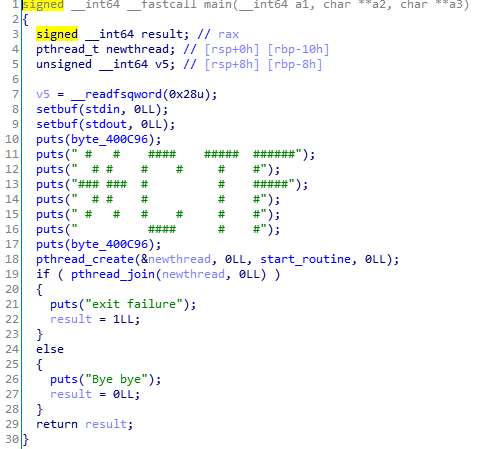 1 signed __int64 __fastcall main(__int64 a1, char **a2, char **a3)
2 {
3   signed __int64 result; // rax
4   pthread_t newthread; // [rsp+0h] [rbp-10h]
5   unsigned __int64 v5; // [rsp+8h] [rbp-8h]
6
7   v5 = __readfsqword(0x28u);
8   setbuf(stdin, 0LL);
9   setbuf(stdout, 0LL);
10   puts(byte_400C96);
11   puts(" #   #    ####    #####  ######");
12   puts("  # #    #    #     #    #");
13   puts("### ###  #          #    #####");
14   puts("  # #    #          #    #");
15   puts(" #   #   #    #     #    #");
16   puts("          ####      #    #");
17   puts(byte_400C96);
18   pthread_create(&newthread, 0LL, start_routine, 0LL);
19   if ( pthread_join(newthread, 0LL) )
20   {
21     puts("exit failure");
22     result = 1LL;
23   }
24   else
25   {
26     puts("Bye bye");
27     result = 0LL;
28   }
29   return result;
30 }